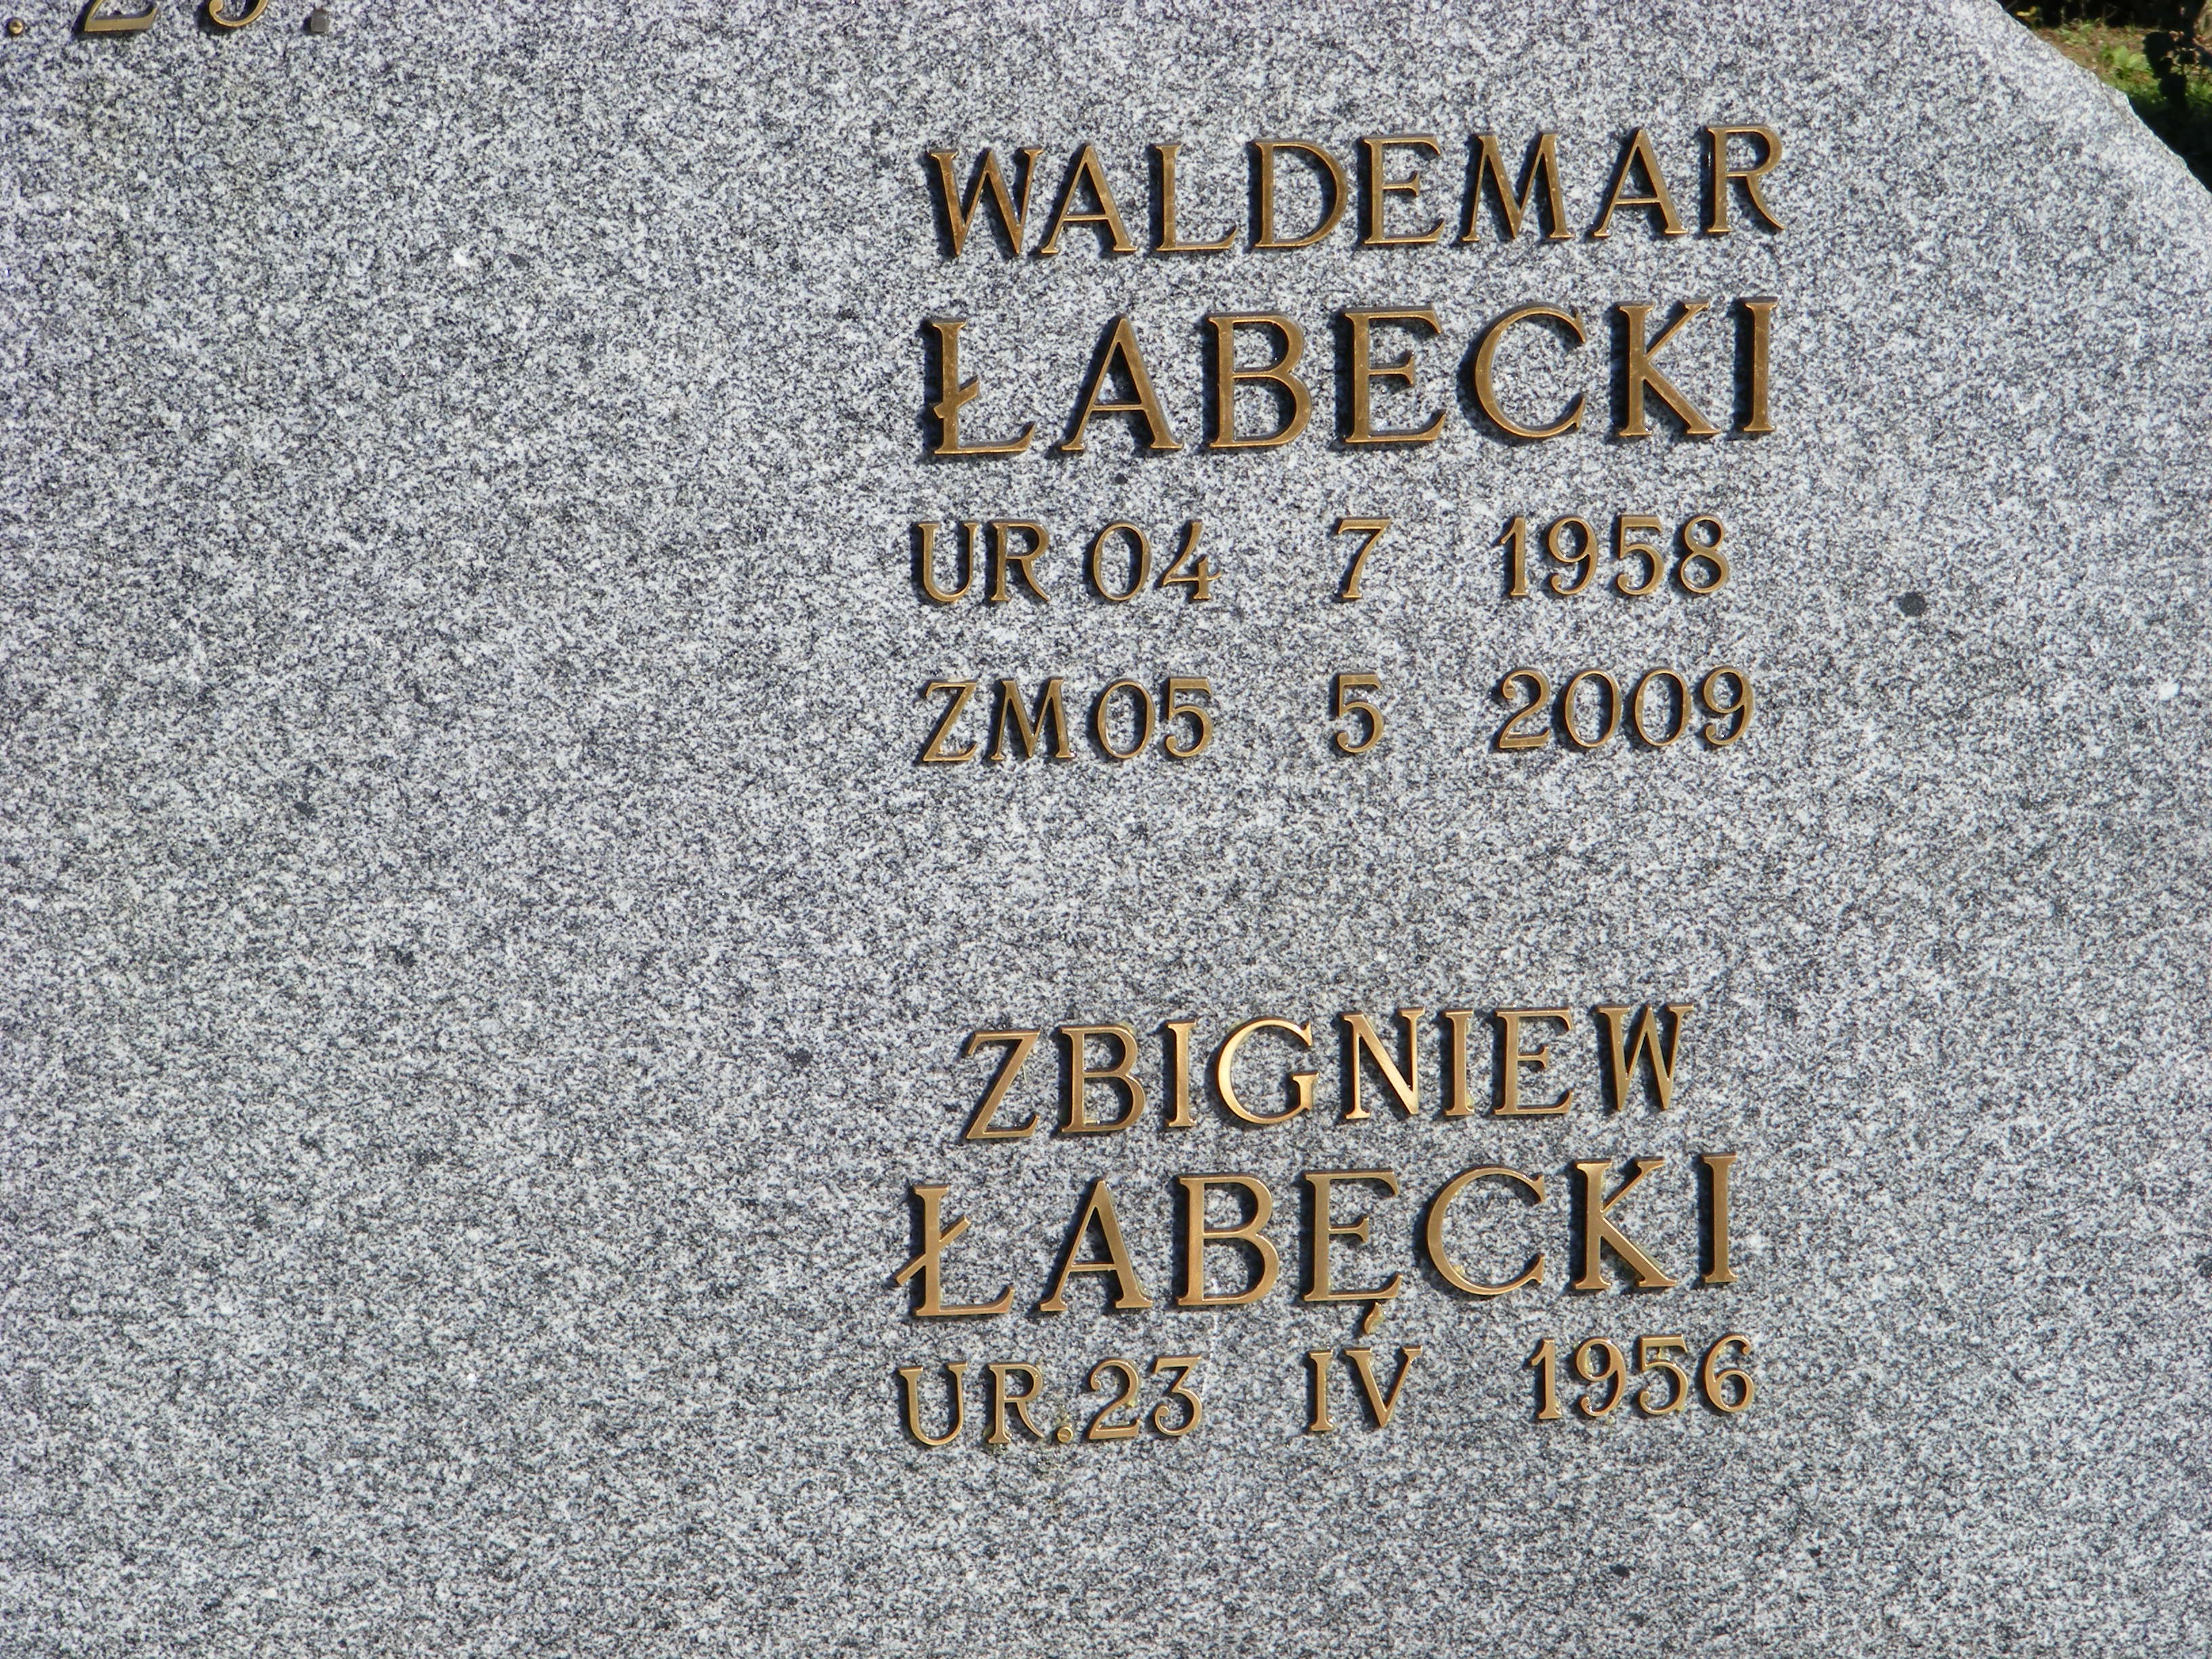 WALDEMAR
ŁABECKI
UR 04 7 1958
ZM 05 5 2009
ZBIGNIEW
ŁABĘCKI
UR. 23 IV 1956